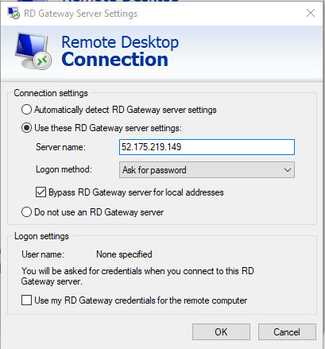 RD Gateway Server Settings
Remote Desktop
Connection
Connection settings
Automatically detect RD Gateway server settings
Use these RD Gateway server settings:
Server name: 52.175.219.149
Logon method: Ask for password
Bypass RD Gateway server for local addresses
Do not use an RD Gateway server
Logon settings
User name: None specified
You will be asked for credentials when you connect to this RD
Gateway server.
Use my RD Gateway credentials for the remote computer
OK Cancel